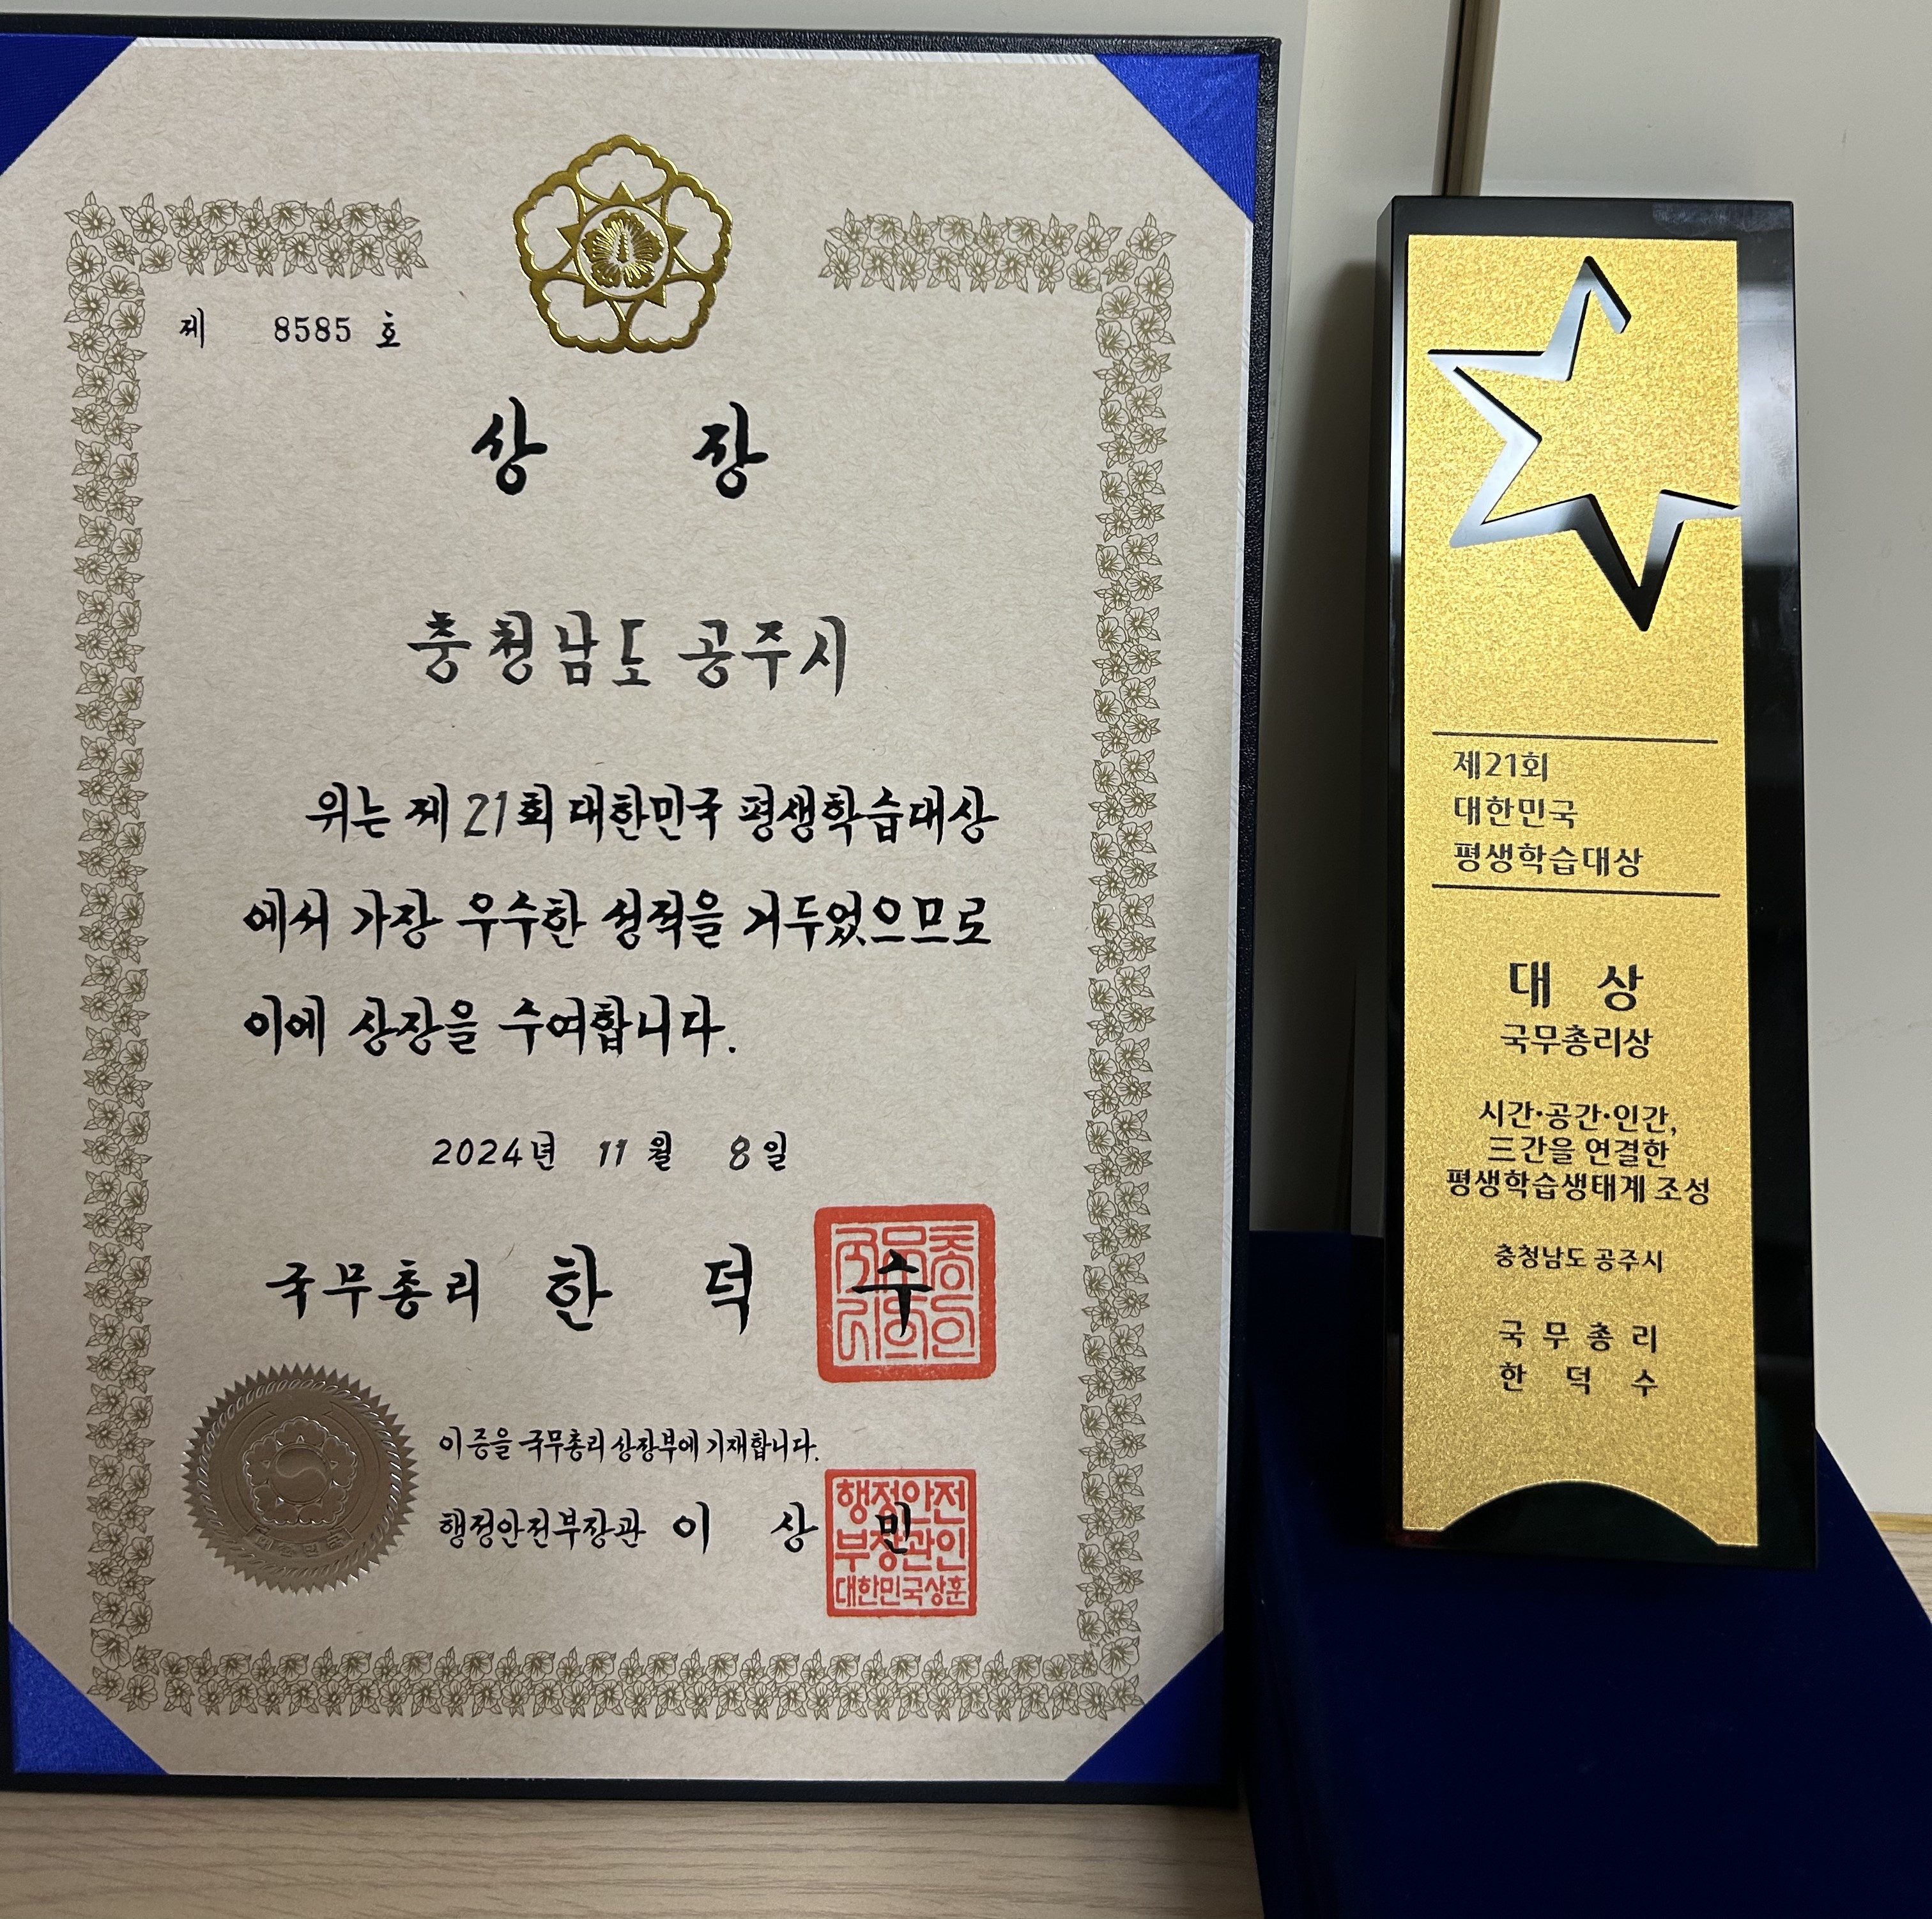 제 8585 호
상 장
충청남도 공주시
위는 제21회 대한민국 평생학습대상
에서 가장 우수한 성적을 거두었으므로
이에 상장을 수여합니다.
2024년 11월 8일
국무총리 한 덕 수
이 증을 국무총리 상장부에 기재합니다.
행정안전부장관 이 상 민
행정안전
부장관인
대한민국상훈
대한민국
제21회
대한민국
평생학습대상
대 상
국무총리상
시간·공간·인간,
三간을 연결한
평생학습생태계 조성
충청남도 공주시
국 무 총 리
한 덕 수